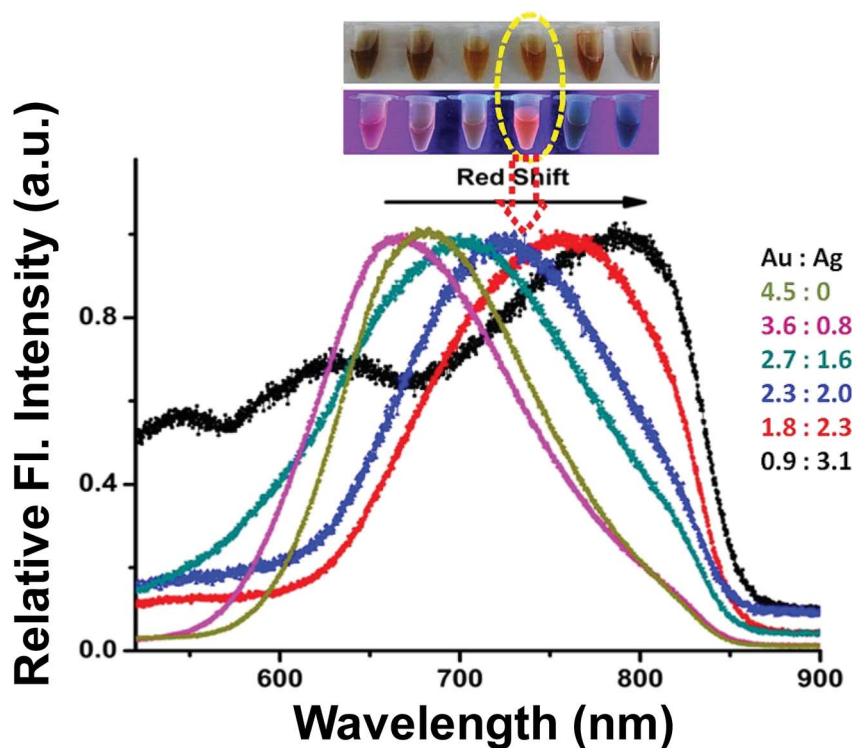 Red Shift
Relative Fl. Intensity (a.u.)
0.8
0.4
0.0
600 700 800 900
Wavelength (nm)
Au : Ag
4.5 : 0
3.6 : 0.8
2.7 : 1.6
2.3 : 2.0
1.8 : 2.3
0.9 : 3.1